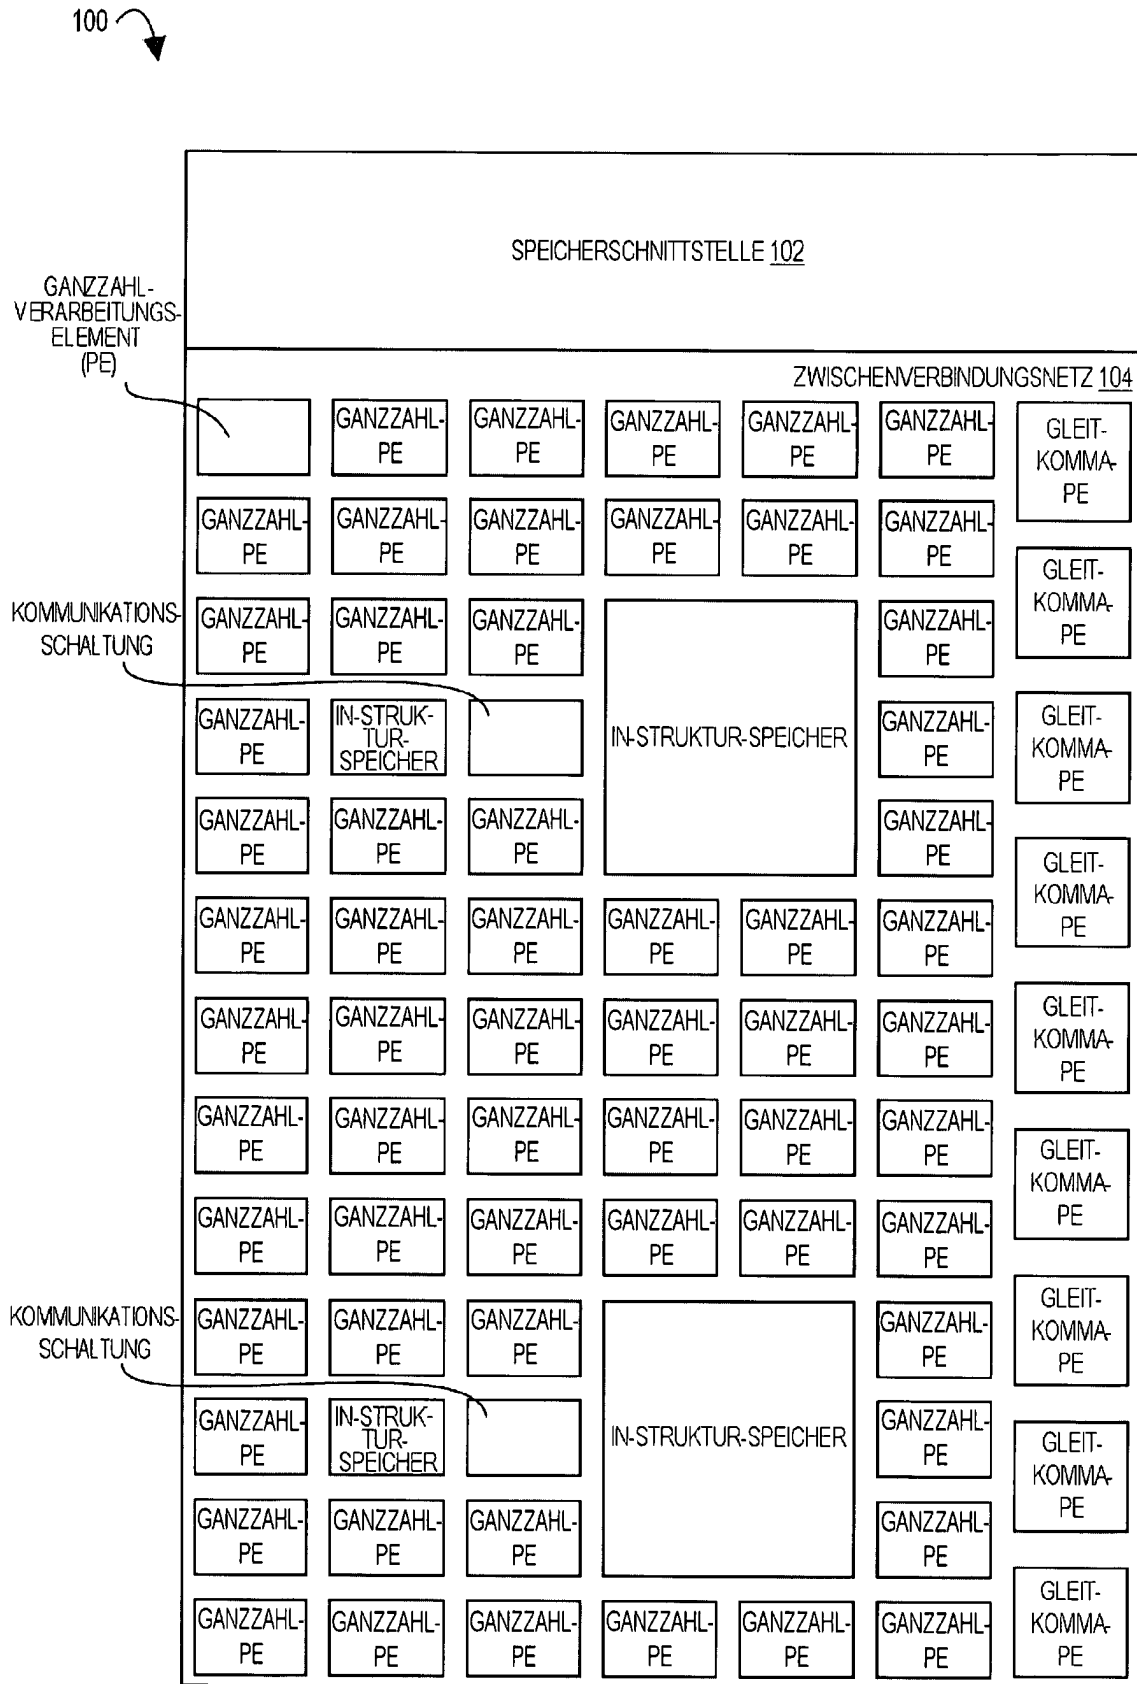 100
SPEICHERSCHNITTSTELLE 102
GANZZAHL-
VERARBEITUNGS-
ELEMENT
(PE)
ZWISCHENVERBINDUNGSNETZ 104
GANZZAHL-
PE
GANZZAHL-
PE
GANZZAHL-
PE
GANZZAHL-
PE
GANZZAHL-
PE
GLEIT-
KOMMA-
PE
GANZZAHL-
PE
GANZZAHL-
PE
GANZZAHL-
PE
GANZZAHL-
PE
GANZZAHL-
PE
GANZZAHL-
PE
GLEIT-
KOMMA-
PE
KOMMUNIKATIONS-
SCHALTUNG
GANZZAHL-
PE
GANZZAHL-
PE
GANZZAHL-
PE
GANZZAHL-
PE
GANZZAHL-
PE
IN-STRUK-
TUR-
SPEICHER
IN-STRUKTUR-SPEICHER
GANZZAHL-
PE
GLEIT-
KOMMA-
PE
GANZZAHL-
PE
GANZZAHL-
PE
GANZZAHL-
PE
GANZZAHL-
PE
GLEIT-
KOMMA-
PE
GANZZAHL-
PE
GANZZAHL-
PE
GANZZAHL-
PE
GANZZAHL-
PE
GANZZAHL-
PE
GANZZAHL-
PE
GANZZAHL-
PE
GANZZAHL-
PE
GANZZAHL-
PE
GANZZAHL-
PE
GANZZAHL-
PE
GANZZAHL-
PE
GLEIT-
KOMMA-
PE
GANZZAHL-
PE
GANZZAHL-
PE
GANZZAHL-
PE
GANZZAHL-
PE
GANZZAHL-
PE
GANZZAHL-
PE
GLEIT-
KOMMA-
PE
GANZZAHL-
PE
GANZZAHL-
PE
GANZZAHL-
PE
GANZZAHL-
PE
GANZZAHL-
PE
GANZZAHL-
PE
KOMMUNIKATIONS-
SCHALTUNG
GANZZAHL-
PE
GANZZAHL-
PE
GANZZAHL-
PE
GANZZAHL-
PE
GLEIT-
KOMMA-
PE
GANZZAHL-
PE
IN-STRUK-
TUR-
SPEICHER
IN-STRUKTUR-SPEICHER
GANZZAHL-
PE
GLEIT-
KOMMA-
PE
GANZZAHL-
PE
GANZZAHL-
PE
GANZZAHL-
PE
GANZZAHL-
PE
GANZZAHL-
PE
GANZZAHL-
PE
GANZZAHL-
PE
GANZZAHL-
PE
GANZZAHL-
PE
GANZZAHL-
PE
GLEIT-
KOMMA-
PE